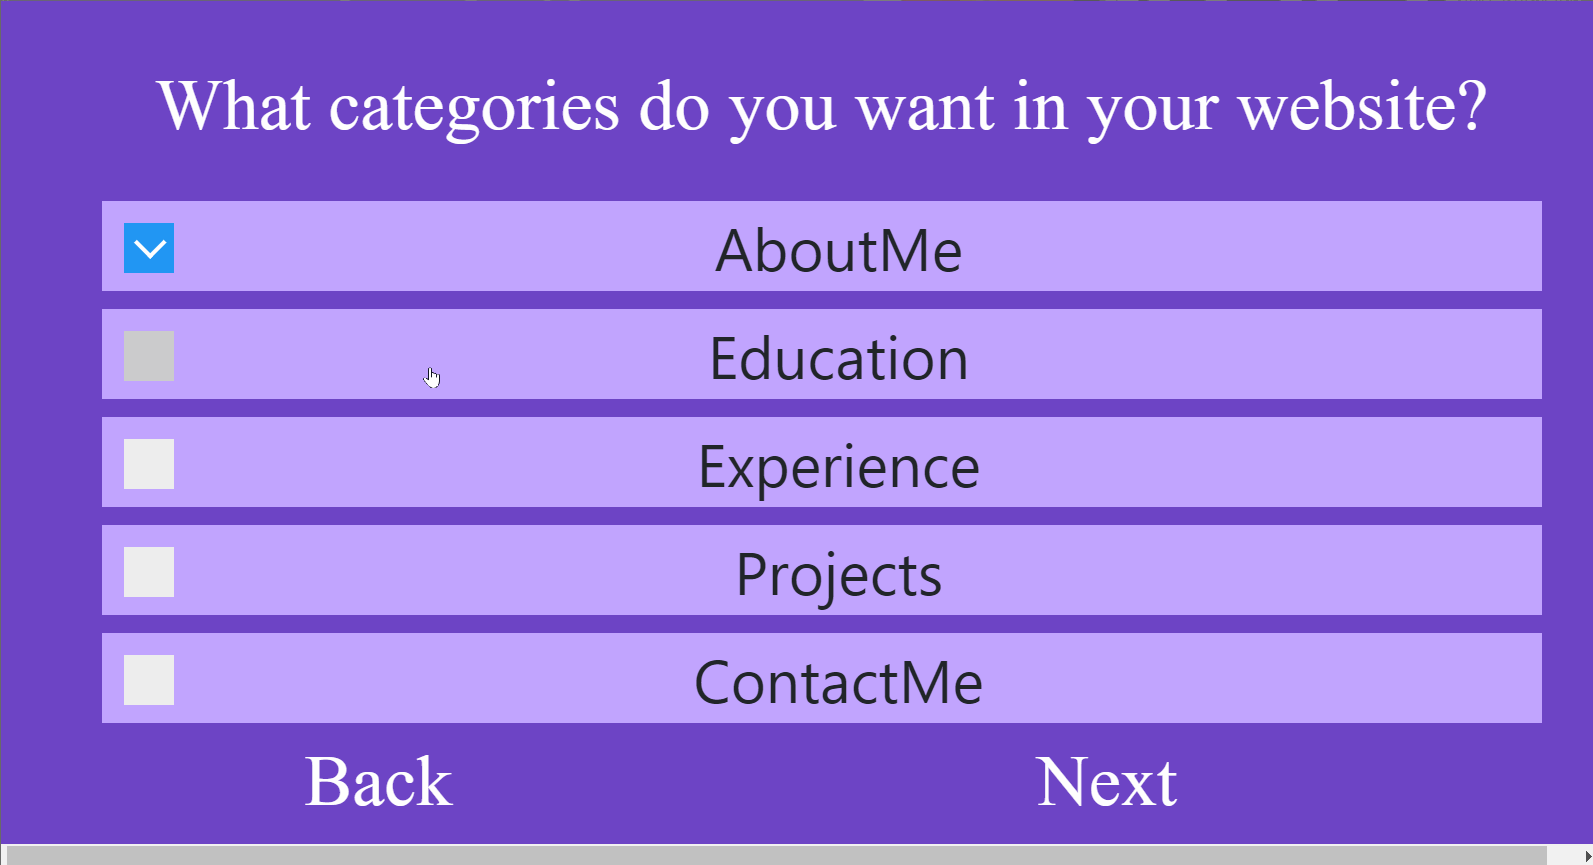 What categories do you want in your website?
AboutMe
Education
Experience
Projects
ContactMe
Back Next